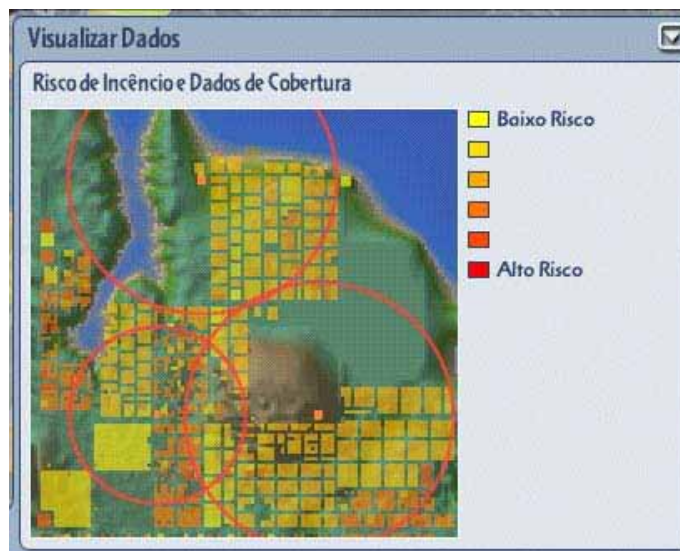 Visualizar Dados
Risco de Incêncio e Dados de Cobertura
Baixo Risco
Alto Risco